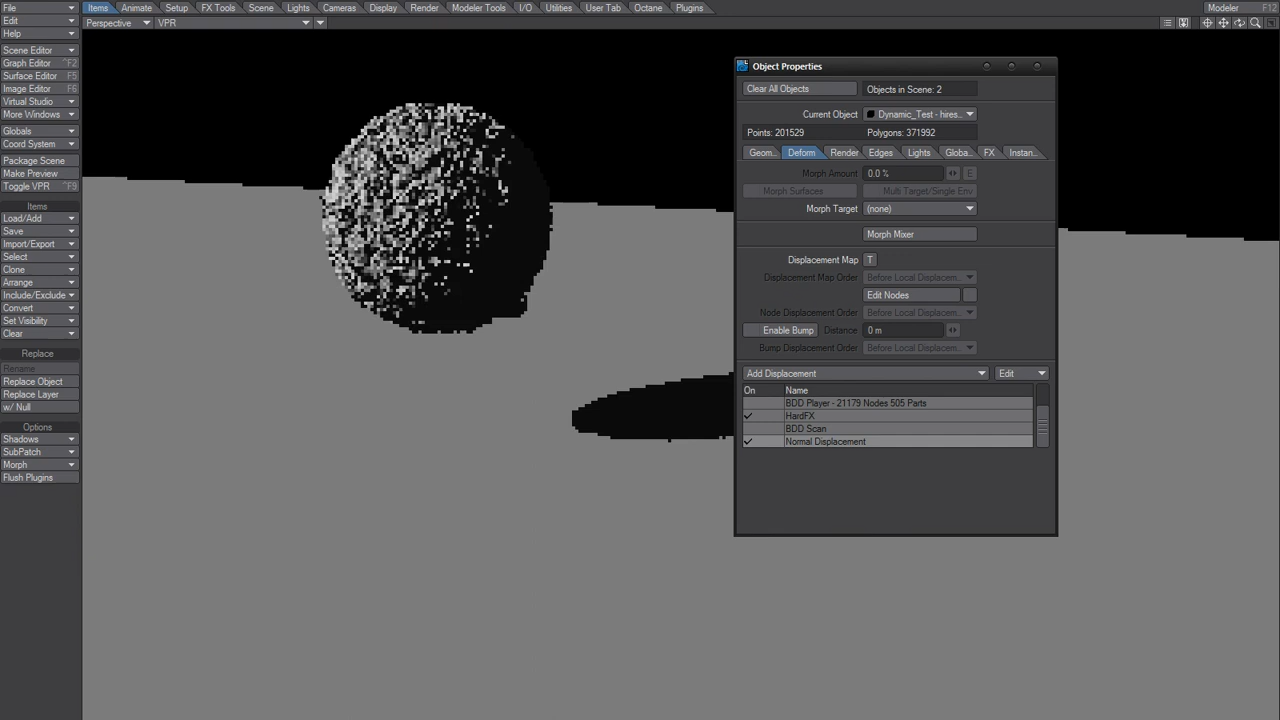 File Items Animate Setup FX Tools Scene Lights Cameras Display Render Modeler Tools I/O Utilities User Tab Octane Plugins Modeler F12
Edit Perspective VPR
Help
Scene Editor
Graph Editor ^F2
Surface Editor F5
Image Editor F6
Virtual Studio
More Windows
Globals
Coord System
Package Scene
Make Preview
Toggle VPR ^F9
Items
Load/Add
Save
Import/Export
Select
Clone
Arrange
Include/Exclude
Convert
Set Visibility
Clear
Replace
Rename
Replace Object
Replace Layer
w/ Null
Options
Shadows
SubPatch
Morph
Flush Plugins
Object Properties
Clear All Objects Objects in Scene: 2
Current Object Dynamic_Test - hires...
Points: 201529 Polygons: 371992
Geom... Deform Render Edges Lights Globa... FX Instan...
Morph Amount 0.0 % E
Morph Surfaces Multi Target/Single Env
Morph Target (none)
Morph Mixer
Displacement Map T
Displacement Map Order Before Local Displacem...
Edit Nodes
Node Displacement Order Before Local Displacem...
Enable Bump Distance 0 m
Bump Displacement Order Before Local Displacem...
Add Displacement Edit
On Name
BDD Player - 21179 Nodes 505 Parts
HardFX
BDD Scan
Normal Displacement